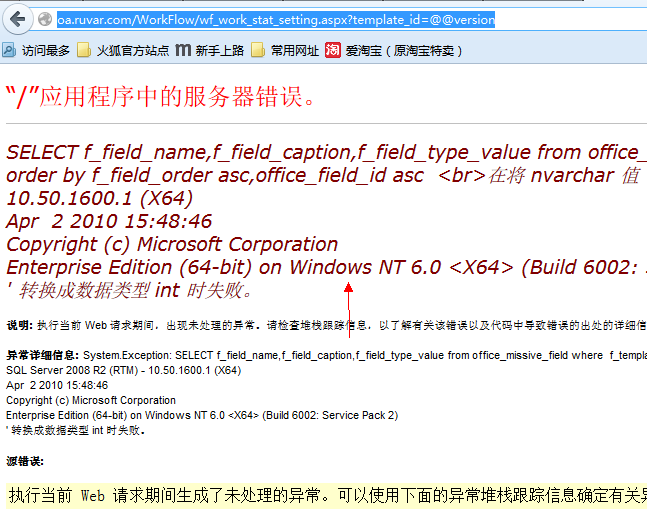 oa.ruvar.com/WorkFlow/wf_work_stat_setting.aspx?template_id=@@version
访问最多 火狐官方站点 新手上路 常用网址 爱淘宝（原淘宝特卖）
“/”应用程序中的服务器错误。
SELECT f_field_name,f_field_caption,f_field_type_value from office_
order by f_field_order asc,office_field_id asc <br>在将 nvarchar 值
10.50.1600.1 (X64)
Apr 2 2010 15:48:46
Copyright (c) Microsoft Corporation
Enterprise Edition (64-bit) on Windows NT 6.0 <X64> (Build 6002:
' 转换成数据类型 int 时失败。
说明: 执行当前 Web 请求期间，出现未处理的异常。请检查堆栈跟踪信息，以了解有关该错误以及代码中导致错误的出处的详细信
异常详细信息: System.Exception: SELECT f_field_name,f_field_caption,f_field_type_value from office_missive_field where f_templ
SQL Server 2008 R2 (RTM) - 10.50.1600.1 (X64)
Apr 2 2010 15:48:46
Copyright (c) Microsoft Corporation
Enterprise Edition (64-bit) on Windows NT 6.0 <X64> (Build 6002: Service Pack 2)
' 转换成数据类型 int 时失败。
源错误:
执行当前 Web 请求期间生成了未处理的异常。可以使用下面的异常堆栈跟踪信息确定有关异